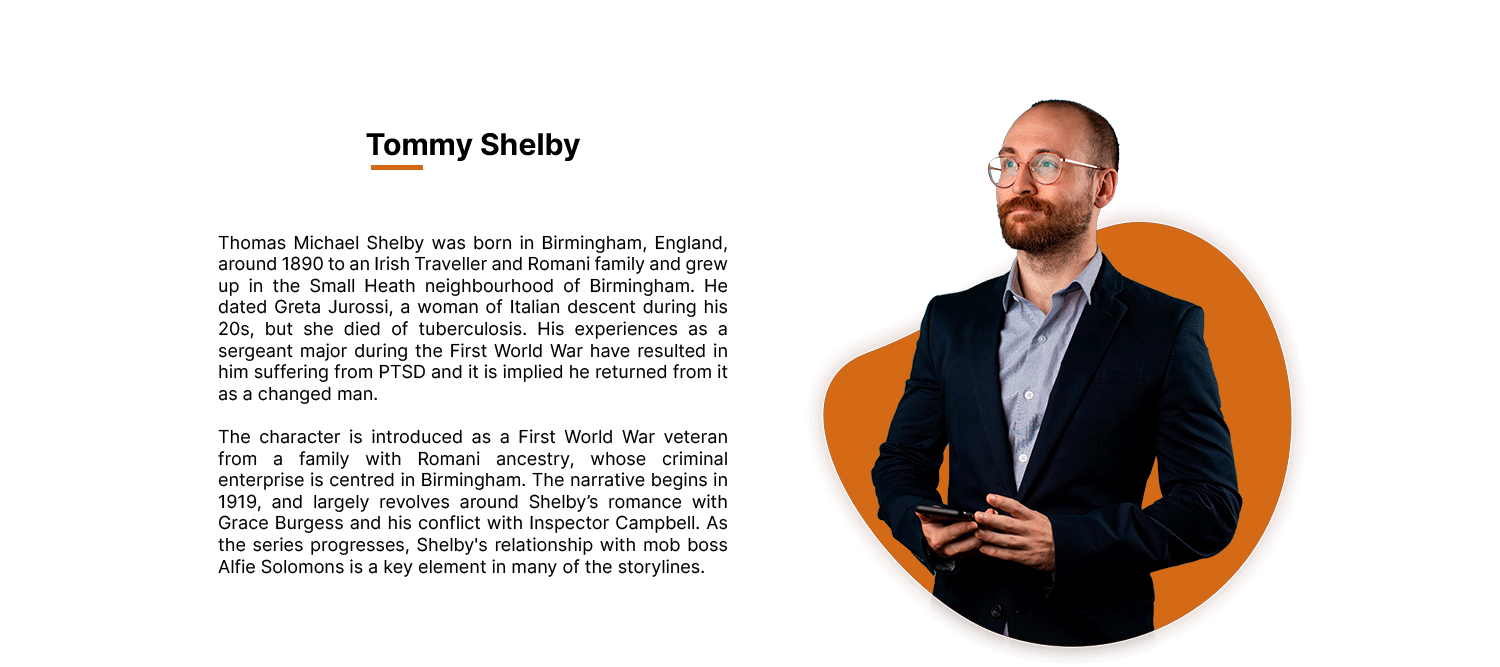 Tommy Shelby
Thomas Michael Shelby was born in Birmingham, England,
around 1890 to an Irish Traveller and Romani family and grew
up in the Small Heath neighbourhood of Birmingham. He
dated Greta Jurossi, a woman of Italian descent during his
20s, but she died of tuberculosis. His experiences as a
sergeant major during the First World War have resulted in
him suffering from PTSD and it is implied he returned from it
as a changed man.
The character is introduced as a First World War veteran
from a family with Romani ancestry, whose criminal
enterprise is centred in Birmingham. The narrative begins in
1919, and largely revolves around Shelby’s romance with
Grace Burgess and his conflict with Inspector Campbell. As
the series progresses, Shelby's relationship with mob boss
Alfie Solomons is a key element in many of the storylines.